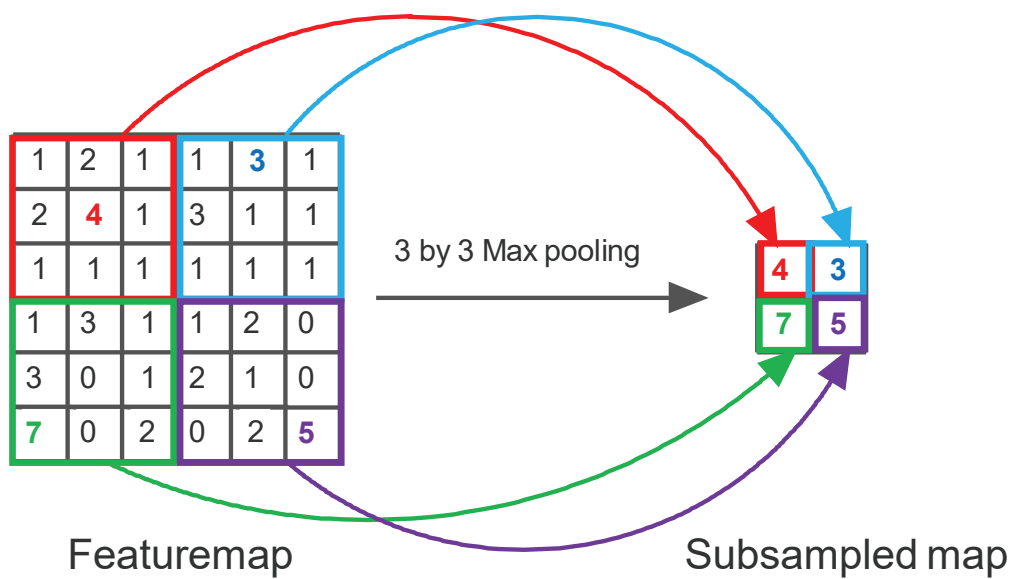 1 2 1 1 3 1
2 4 1 3 1 1
1 1 1 1 1 1
1 3 1 1 2 0
3 0 1 2 1 0
7 0 2 0 2 5
3 by 3 Max pooling
4 3
7 5
Featuremap
Subsampled map